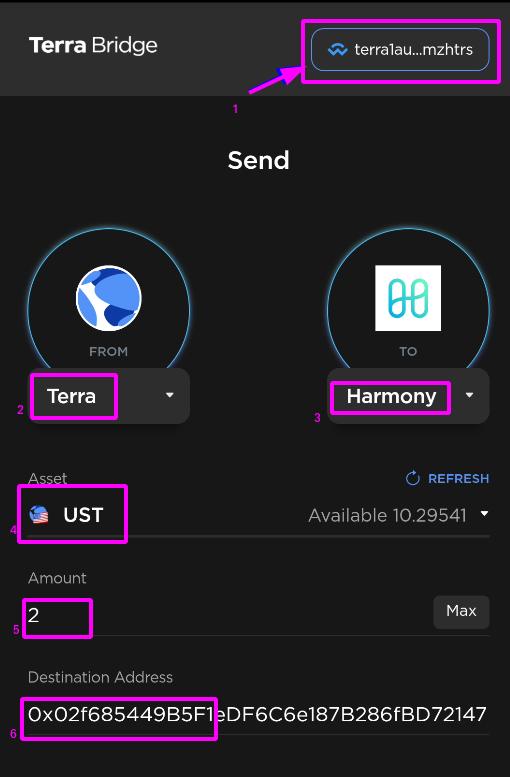 Terra Bridge
terra1au...mzhtrs
1
Send
FROM
TO
2
Terra
3
Harmony
Asset
REFRESH
4
UST
Available 10.29541
Amount
5
2
Max
Destination Address
6
0x02f685449B5F1eDF6C6e187B286fBD72147